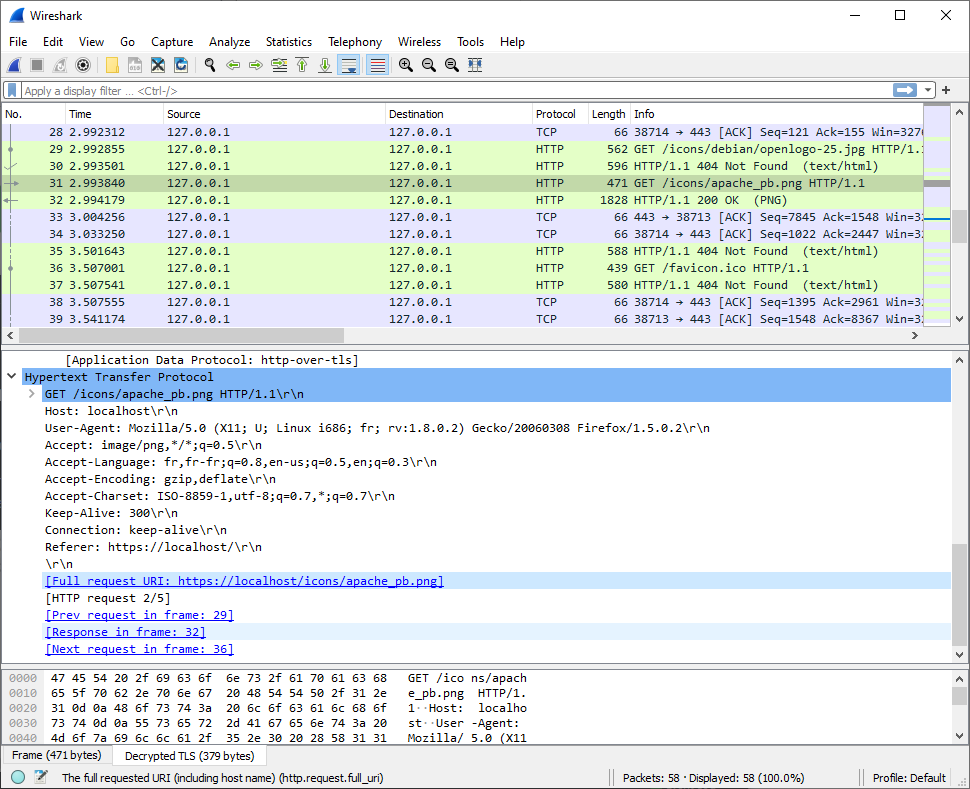 Wireshark
File Edit View Go Capture Analyze Statistics Telephony Wireless Tools Help
Apply a display filter ... <Ctrl-/>
No. Time Source Destination Protocol Length Info
28 2.992312 127.0.0.1 127.0.0.1 TCP 66 38714 → 443 [ACK] Seq=121 Ack=155 Win=3276
29 2.992855 127.0.0.1 127.0.0.1 HTTP 562 GET /icons/debian/openlogo-25.jpg HTTP/1.1
30 2.993501 127.0.0.1 127.0.0.1 HTTP 596 HTTP/1.1 404 Not Found (text/html)
31 2.993840 127.0.0.1 127.0.0.1 HTTP 471 GET /icons/apache_pb.png HTTP/1.1
32 2.994179 127.0.0.1 127.0.0.1 HTTP 1828 HTTP/1.1 200 OK (PNG)
33 3.004256 127.0.0.1 127.0.0.1 TCP 66 443 → 38713 [ACK] Seq=7845 Ack=1548 Win=32
34 3.033250 127.0.0.1 127.0.0.1 TCP 66 38714 → 443 [ACK] Seq=1022 Ack=2447 Win=3
35 3.501643 127.0.0.1 127.0.0.1 HTTP 588 HTTP/1.1 404 Not Found (text/html)
36 3.507001 127.0.0.1 127.0.0.1 HTTP 439 GET /favicon.ico HTTP/1.1
37 3.507541 127.0.0.1 127.0.0.1 HTTP 580 HTTP/1.1 404 Not Found (text/html)
38 3.507555 127.0.0.1 127.0.0.1 TCP 66 38714 → 443 [ACK] Seq=1395 Ack=2961 Win=3
39 3.541174 127.0.0.1 127.0.0.1 TCP 66 38713 → 443 [ACK] Seq=1548 Ack=8367 Win=3
[Application Data Protocol: http-over-tls]
Hypertext Transfer Protocol
GET /icons/apache_pb.png HTTP/1.1\r\n
Host: localhost\r\n
User-Agent: Mozilla/5.0 (X11; U; Linux i686; fr; rv:1.8.0.2) Gecko/20060308 Firefox/1.5.0.2\r\n
Accept: image/png,*/*;q=0.5\r\n
Accept-Language: fr,fr-fr;q=0.8,en-us;q=0.5,en;q=0.3\r\n
Accept-Encoding: gzip,deflate\r\n
Accept-Charset: ISO-8859-1,utf-8;q=0.7,*;q=0.7\r\n
Keep-Alive: 300\r\n
Connection: keep-alive\r\n
Referer: https://localhost/\r\n
\r\n
[Full request URI: https://localhost/icons/apache_pb.png]
[HTTP request 2/5]
[Prev request in frame: 29]
[Response in frame: 32]
[Next request in frame: 36]
0000 47 45 54 20 2f 69 63 6f 6e 73 2f 61 70 61 63 68 GET /ico ns/apach
0010 65 5f 70 62 2e 70 6e 67 20 48 54 54 50 2f 31 2e e_pb.png HTTP/1.
0020 31 0d 0a 48 6f 73 74 3a 20 6c 6f 63 61 6c 68 6f 1··Host: localho
0030 73 74 0d 0a 55 73 65 72 2d 41 67 65 6e 74 3a 20 st··User -Agent:
0040 4d 6f 7a 69 6c 6c 61 2f 35 2e 30 20 28 58 31 31 Mozilla/ 5.0 (X11
Frame (471 bytes) Decrypted TLS (379 bytes)
The full requested URI (including host name) (http.request.full_uri) Packets: 58 · Displayed: 58 (100.0%) Profile: Default